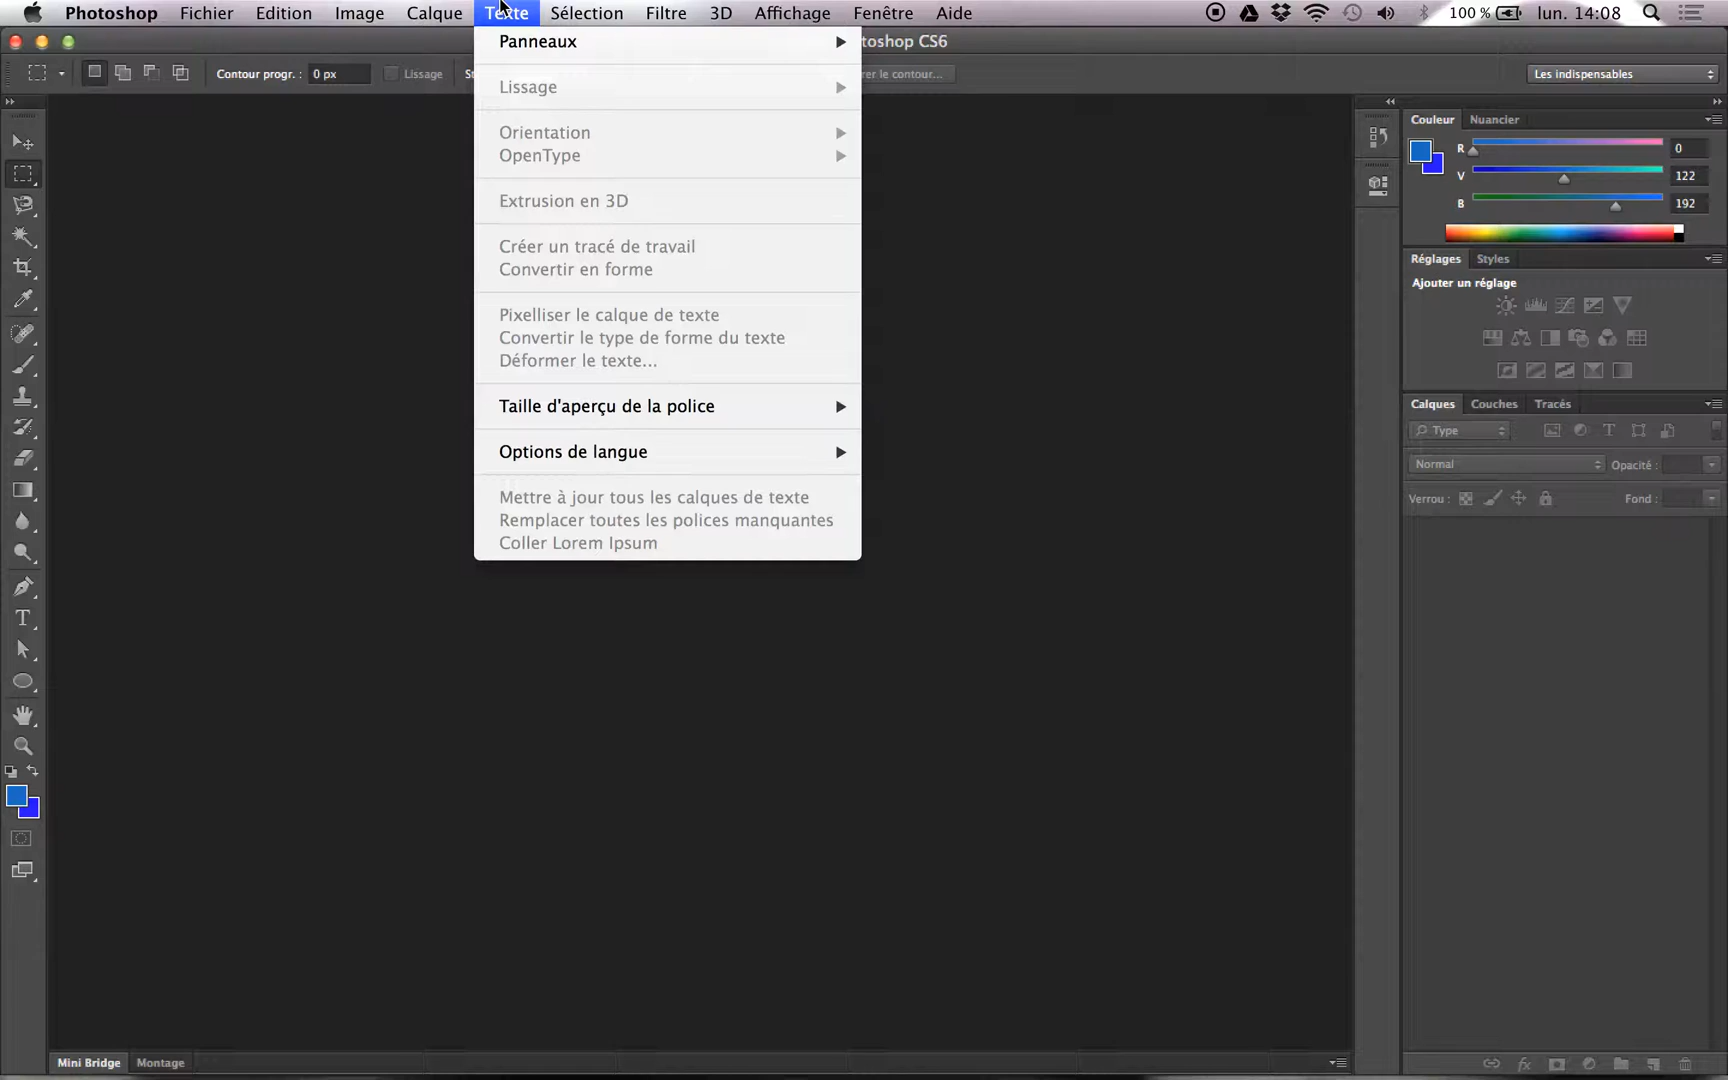 Photoshop Fichier Edition Image Calque Texte Sélection Filtre 3D Affichage Fenêtre Aide 100 % lun. 14:08
toshop CS6
Contour progr. : 0 px Lissage St rer le contour... Les indispensables
Panneaux
Lissage
Orientation
OpenType
Extrusion en 3D
Créer un tracé de travail
Convertir en forme
Pixelliser le calque de texte
Convertir le type de forme du texte
Déformer le texte...
Taille d'aperçu de la police
Options de langue
Mettre à jour tous les calques de texte
Remplacer toutes les polices manquantes
Coller Lorem Ipsum
Couleur Nuancier
R 0
V 122
B 192
Réglages Styles
Ajouter un réglage
Calques Couches Tracés
Type
Normal Opacité :
Verrou : Fond :
Mini Bridge Montage